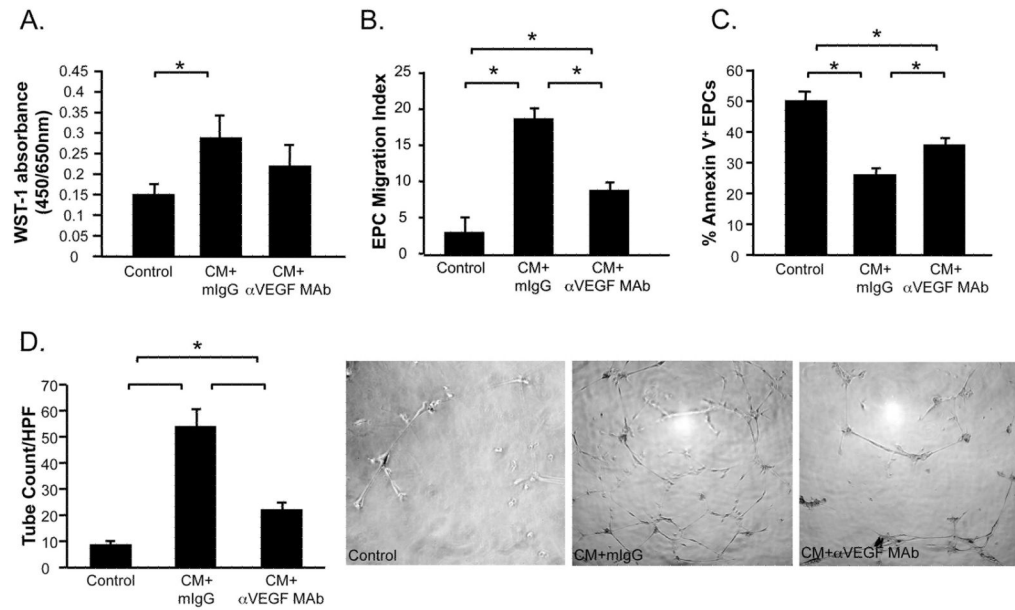 A.
WST-1 absorbance
(450/650nm)
0.45
0.4
0.35
0.3
0.25
0.2
0.15
0.1
0.05
0
*
Control
CM+
mIgG
CM+
αVEGF MAb
B.
EPC Migration Index
25
20
15
10
5
0
*
*
*
Control
CM+
mIgG
CM+
αVEGF MAb
C.
% Annexin V⁺ EPCs
60
50
40
30
20
10
0
*
*
*
Control
CM+
mIgG
CM+
αVEGF MAb
D.
Tube Count/HPF
70
60
50
40
30
20
10
0
*
Control
CM+
mIgG
CM+
αVEGF MAb
Control
CM+mIgG
CM+αVEGF MAb